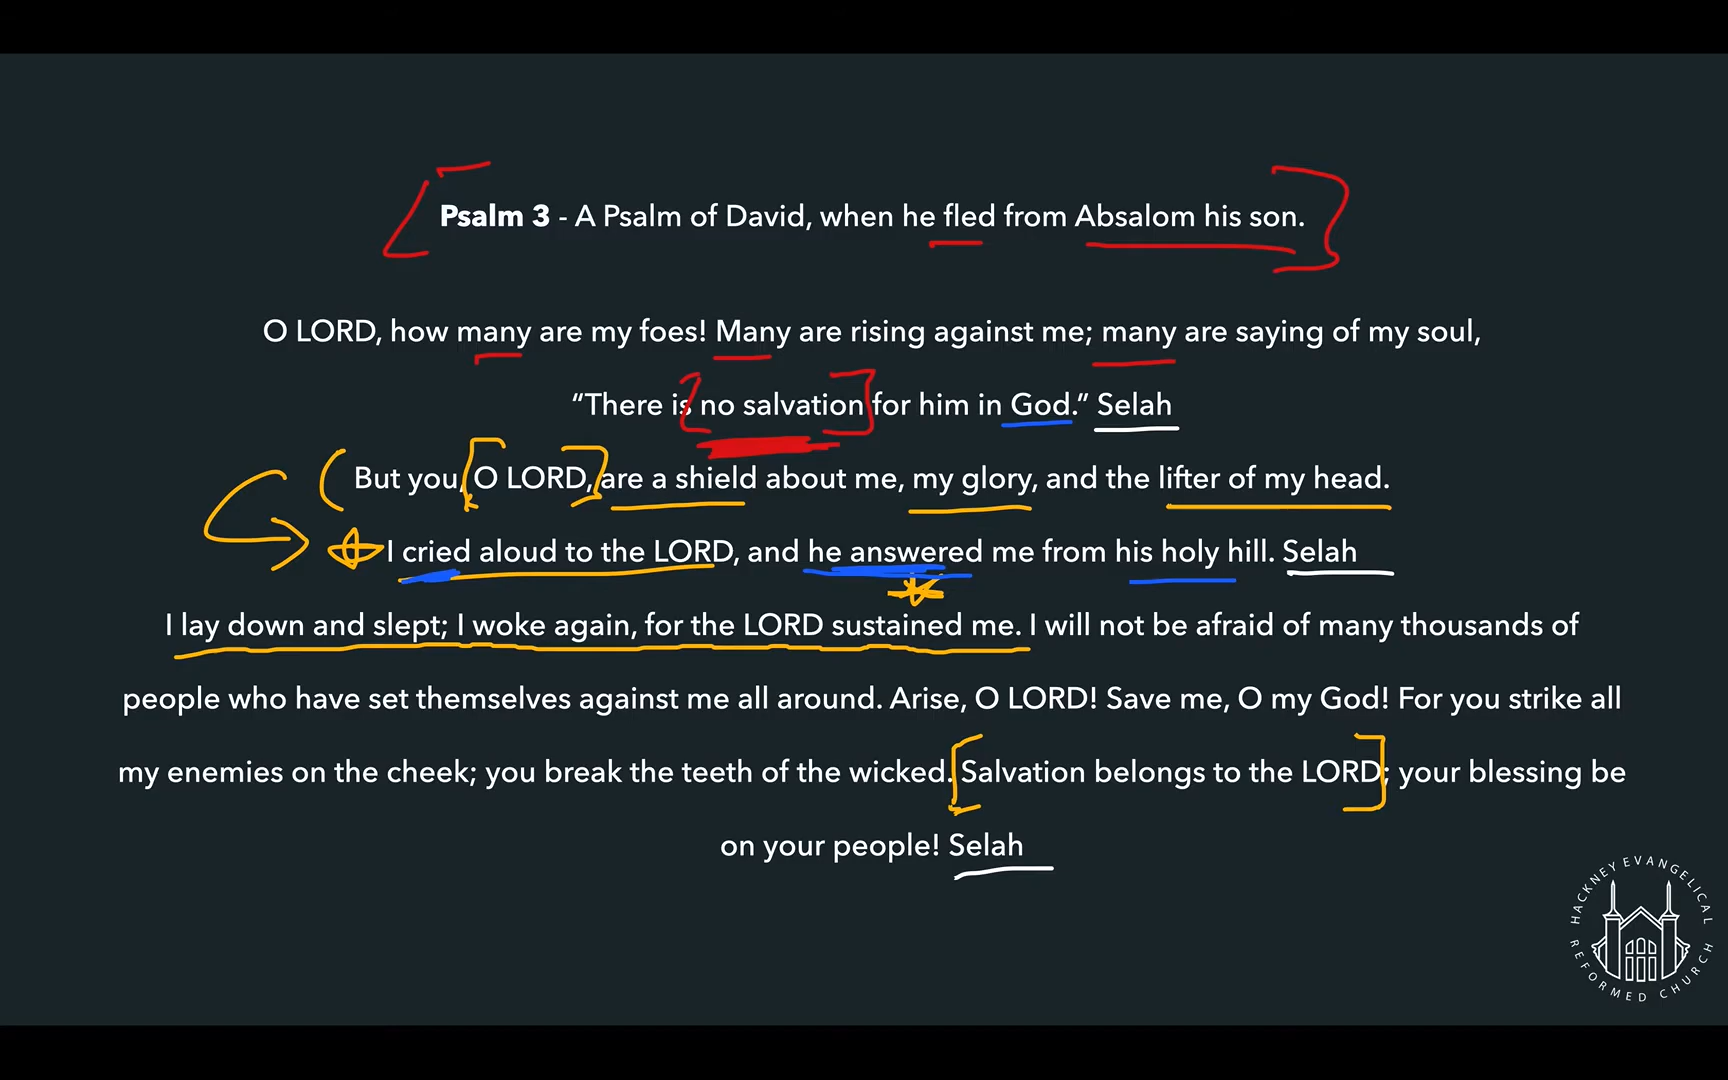 Psalm 3 - A Psalm of David, when he fled from Absalom his son.
O LORD, how many are my foes! Many are rising against me; many are saying of my soul,
“There is no salvation for him in God.” Selah
But you, O LORD, are a shield about me, my glory, and the lifter of my head.
I cried aloud to the LORD, and he answered me from his holy hill. Selah
I lay down and slept; I woke again, for the LORD sustained me. I will not be afraid of many thousands of
people who have set themselves against me all around. Arise, O LORD! Save me, O my God! For you strike all
my enemies on the cheek; you break the teeth of the wicked. Salvation belongs to the LORD; your blessing be
on your people! Selah
HACKNEY EVANGELICAL
REFORMED CHURCH